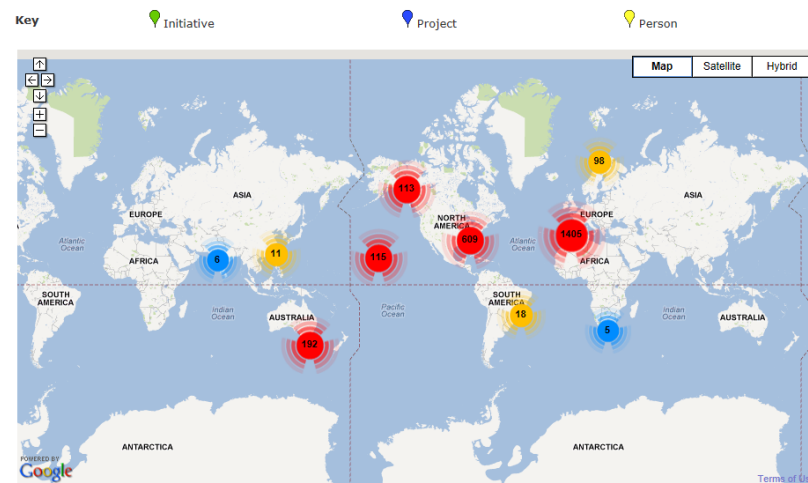 Key
Initiative
Project
Person
Map
Satellite
Hybrid
98
ASIA
ASIA
113
EUROPE
NORTH
AMERICA
609
1405
EUROPE
Atlantic
Ocean
Atlantic
Ocean
AFRICA
6
11
115
AFRICA
SOUTH
AMERICA
SOUTH
AMERICA
Indian
Ocean
Pacific
Ocean
Indian
Ocean
AUSTRALIA
18
5
AUSTRALIA
192
ANTARCTICA
ANTARCTICA
POWERED BY
Google
Terms of U